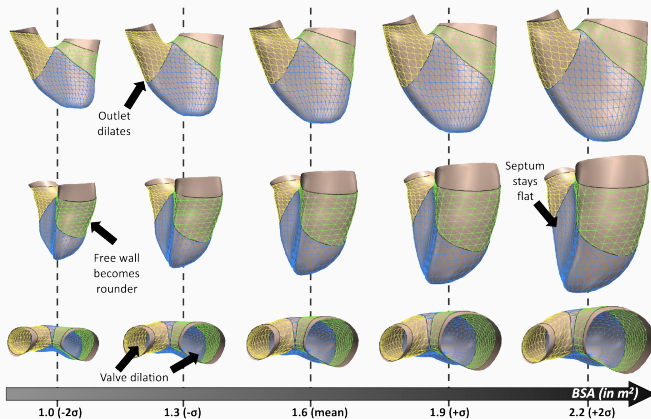 Outlet
dilates
Septum
stays
flat
Free wall
becomes
rounder
Valve dilation
BSA (in m²)
1.0 (-2σ)
1.3 (-σ)
1.6 (mean)
1.9 (+σ)
2.2 (+2σ)